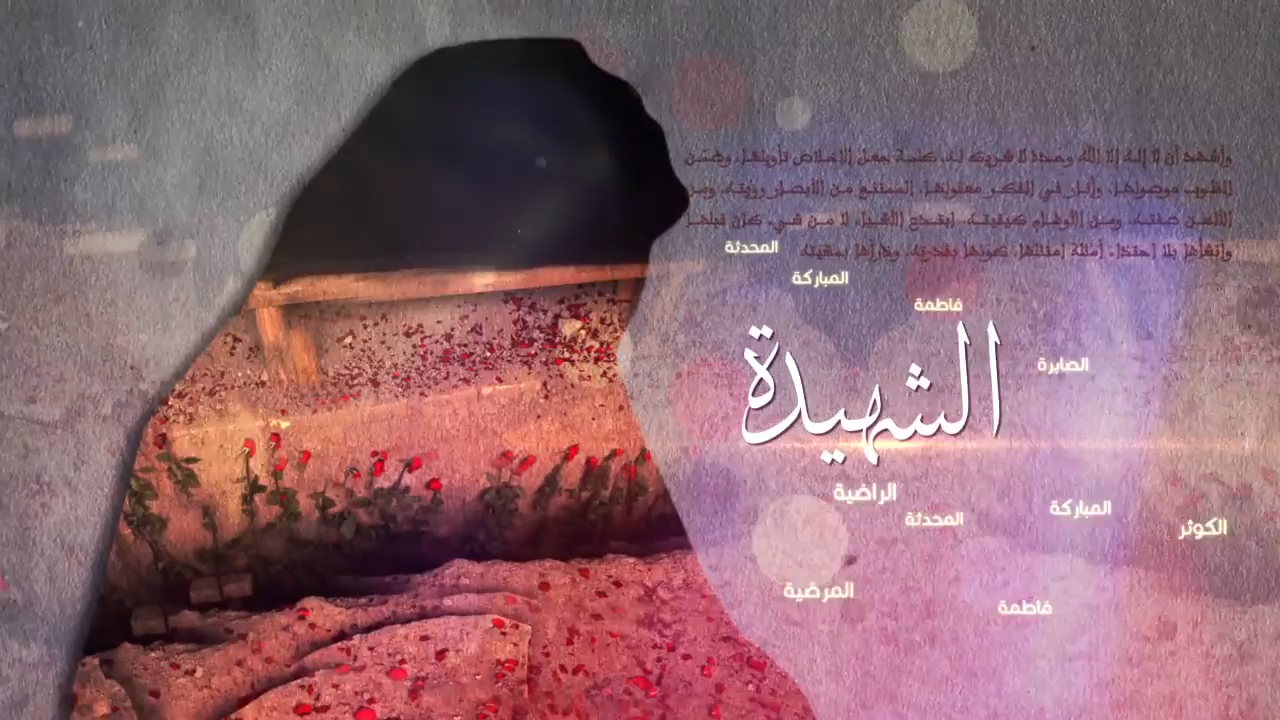 وأشهد أن لا إله إلا الله وحده لا شريك له، كلمة جعل الإخلاص تأويلها، وضمّن
القلوب موصولها، وأنار في الفكر معقولها. الممتنع من الأبصار رؤيته، ومن
الألسن صفته، ومن الأوهام كيفيته. ابتدع الأشياء لا من شيء كان قبلها
وأنشأها بلا احتذاء أمثلة امتثلها، كونها بقدرته، وذرأها بمشيته
المحدثة
المباركة
فاطمة
الصابرة
الشهيدة
الراضية
المباركة
المحدثة
الكوثر
المرضية
فاطمة